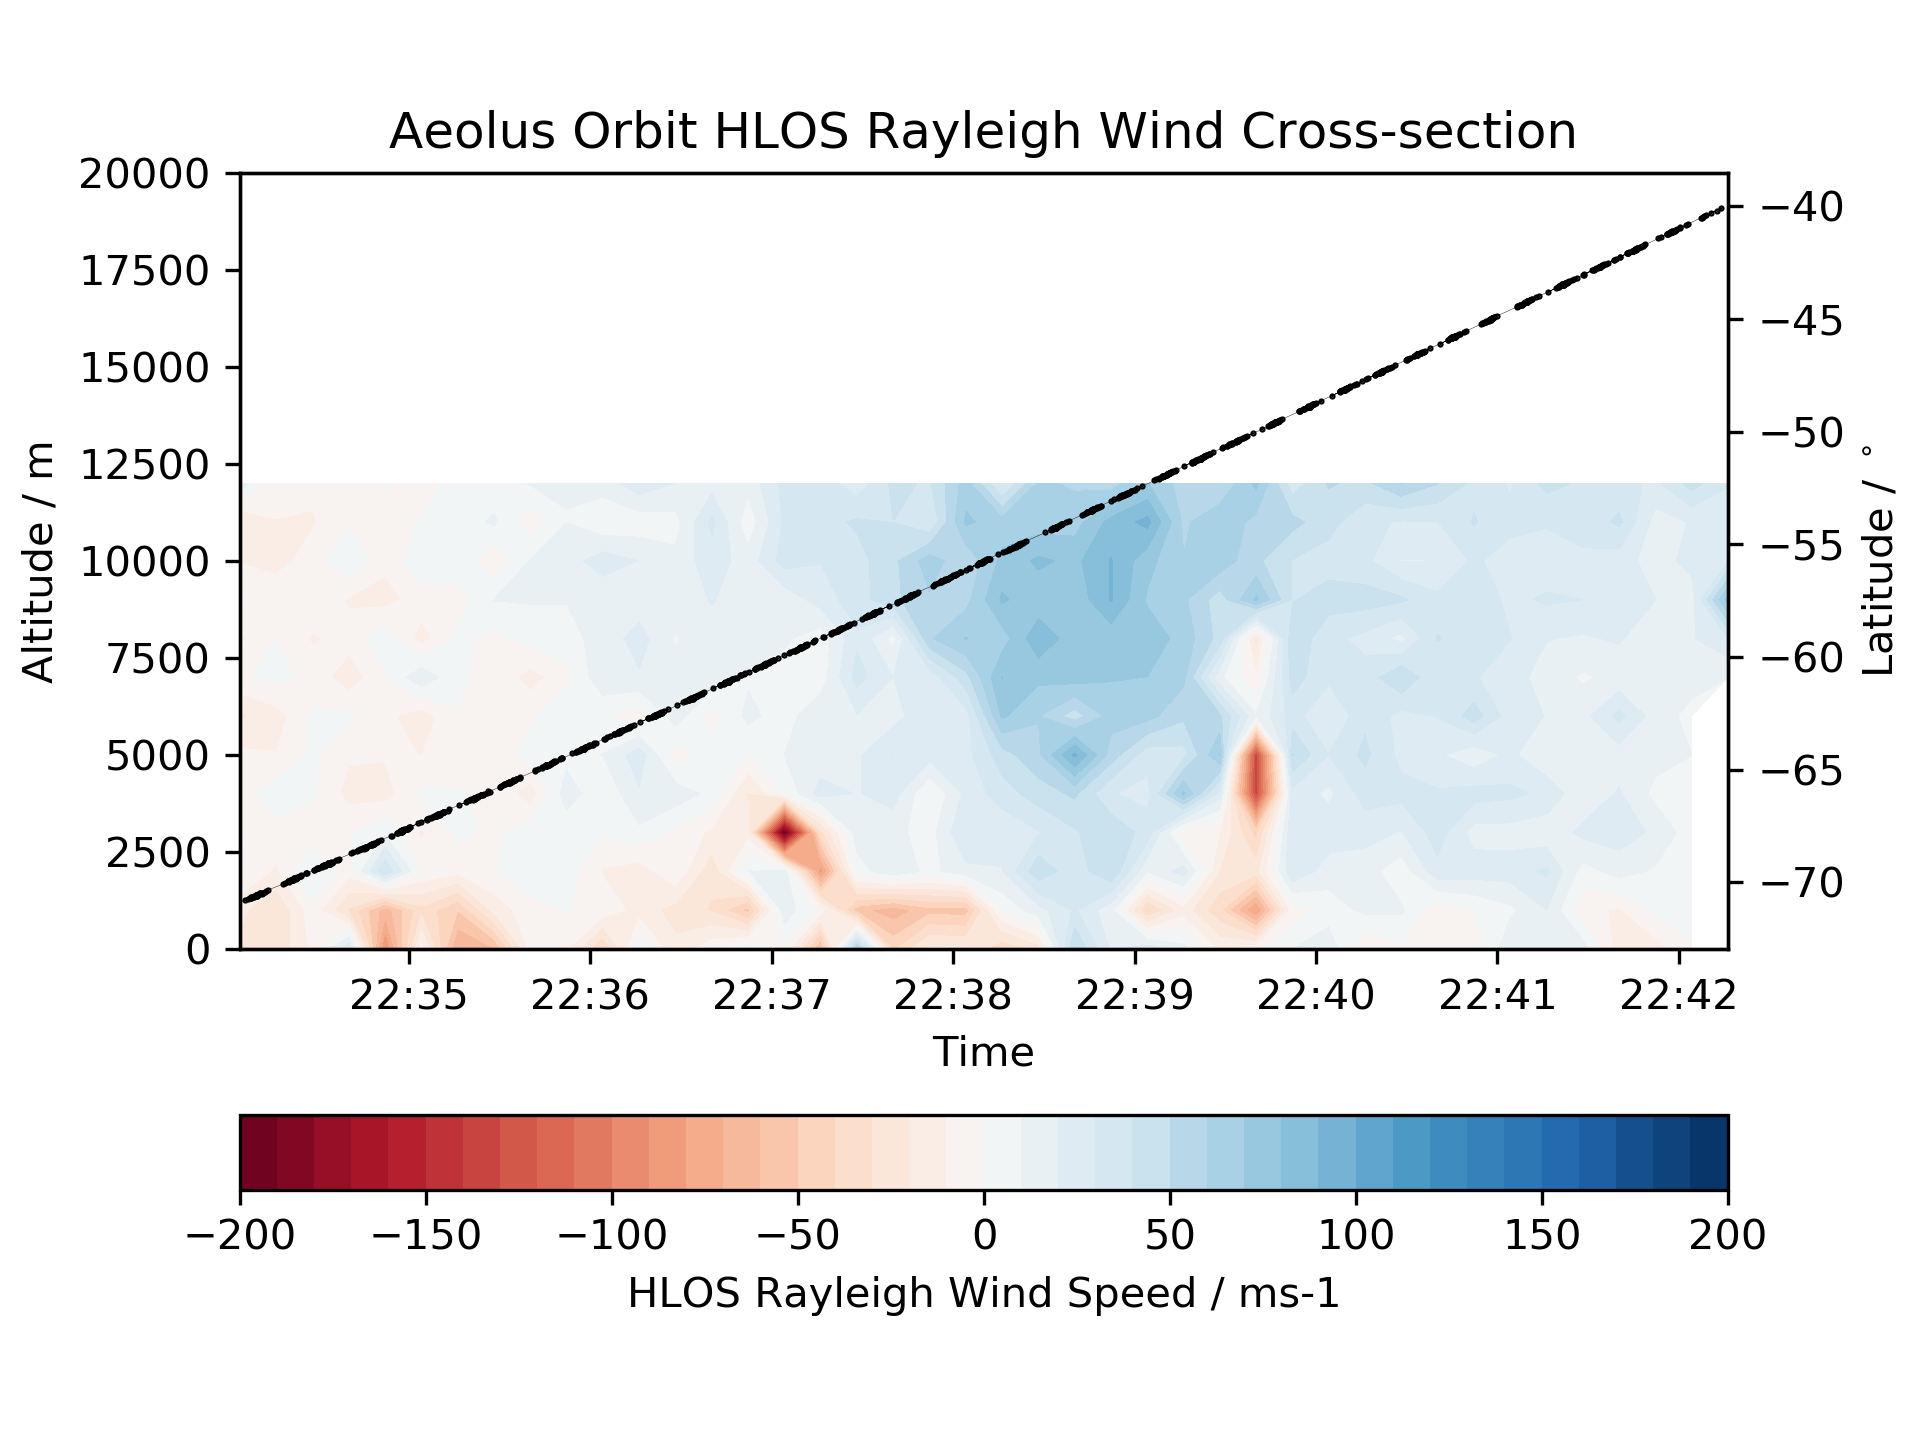 Aeolus Orbit HLOS Rayleigh Wind Cross-section
20000
17500
15000
12500
10000
7500
5000
2500
0
Altitude / m
−40
−45
−50
−55
−60
−65
−70
Latitude / °
22:35 22:36 22:37 22:38 22:39 22:40 22:41 22:42
Time
−200 −150 −100 −50 0 50 100 150 200
HLOS Rayleigh Wind Speed / ms-1